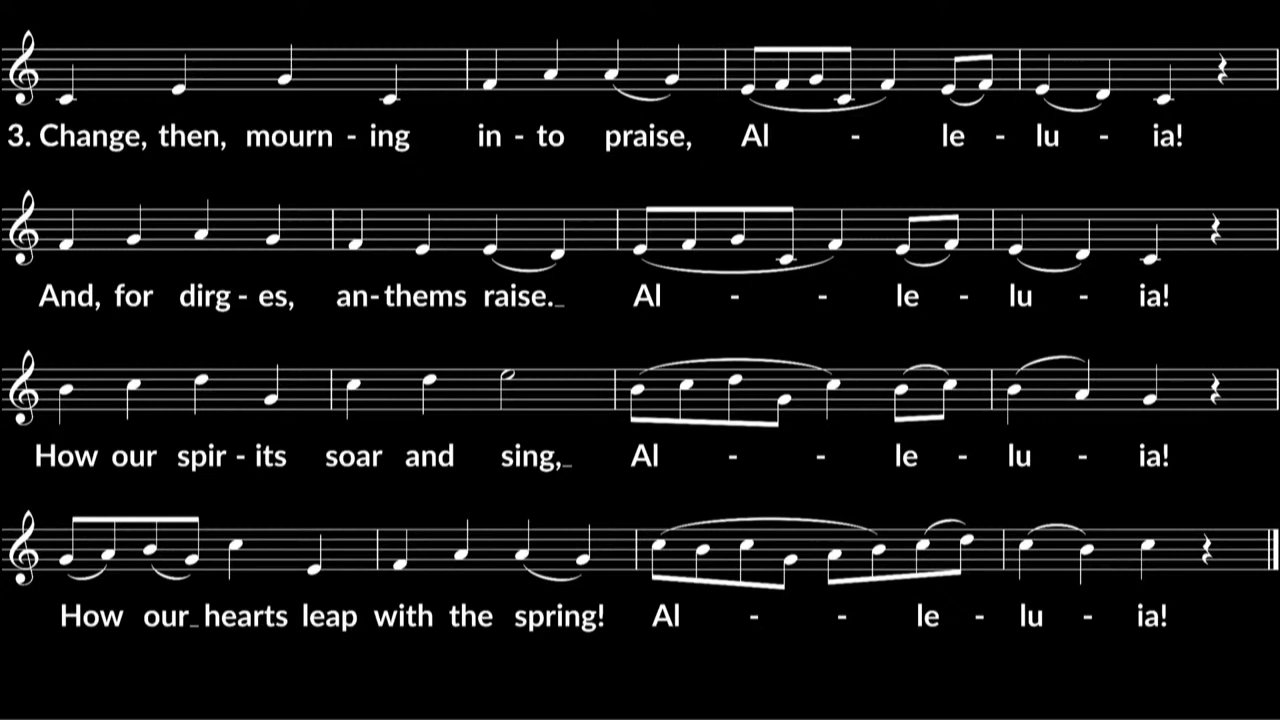 3. Change, then, mourn - ing in - to praise, Al - le - lu - ia!
And, for dirg - es, an - thems raise._ Al - - le - lu - ia!
How our spir - its soar and sing,_ Al - - le - lu - ia!
How our_ hearts leap with the spring! Al - - le - lu - ia!